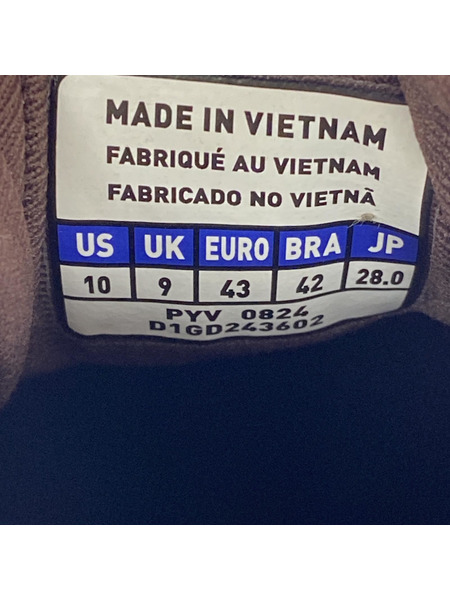 MADE IN VIETNAM
FABRIQUÉ AU VIETNAM
FABRICADO NO VIETNÃ
US UK EURO BRA JP
10 9 43 42 28.0
PYV 0824
D1GD243602